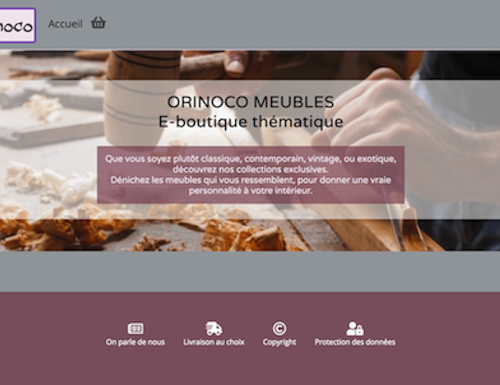 noco
Accueil
ORINOCO MEUBLES
E-boutique thématique
Que vous soyez plutôt classique, contemporain, vintage, ou exotique,
découvrez nos collections exclusives.
Dénichez les meubles qui vous ressemblent, pour donner une vraie
personnalité à votre intérieur.
On parle de nous
Livraison au choix
Copyright
Protection des données